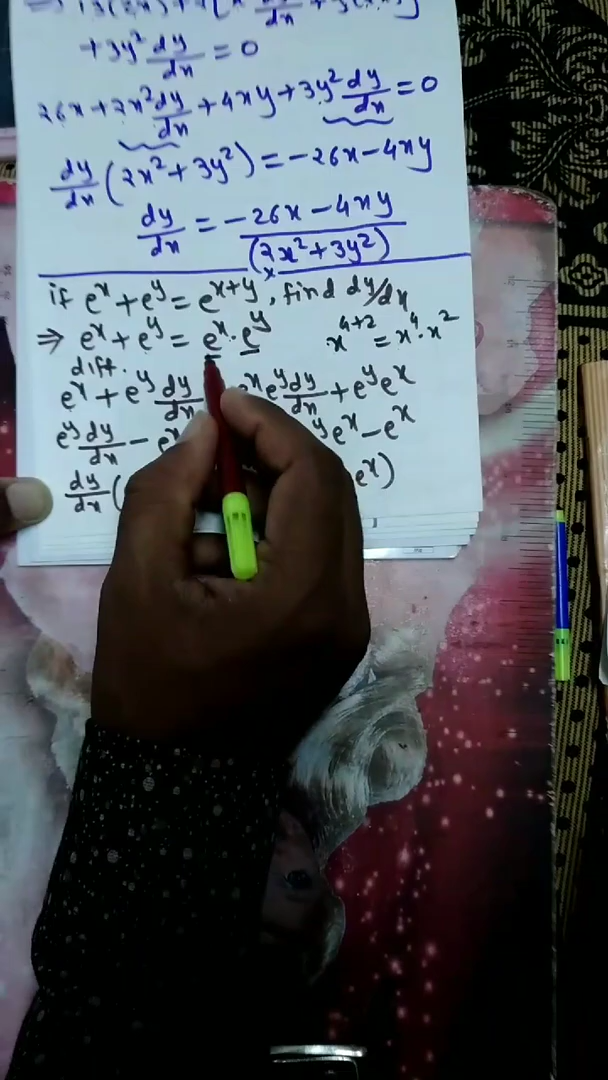 +3y² dy/dx = 0
26x+2x² dy/dx + 4xy + 3y² dy/dx = 0
dy/dx (2x² + 3y²) = -26x - 4xy
dy/dx = -26x - 4xy / (2x² + 3y²)
if eˣ + eʸ = eˣ⁺ʸ, find dy/dx
⇒ eˣ + eʸ = eˣ · eʸ x⁴⁺² = x⁴ · x²
diff.
eˣ + eʸ dy/dx eˣ eʸ dy/dx + eʸ eˣ
eʸ dy/dx - eˣ ʸeˣ - eˣ
dy/dx ( eˣ)